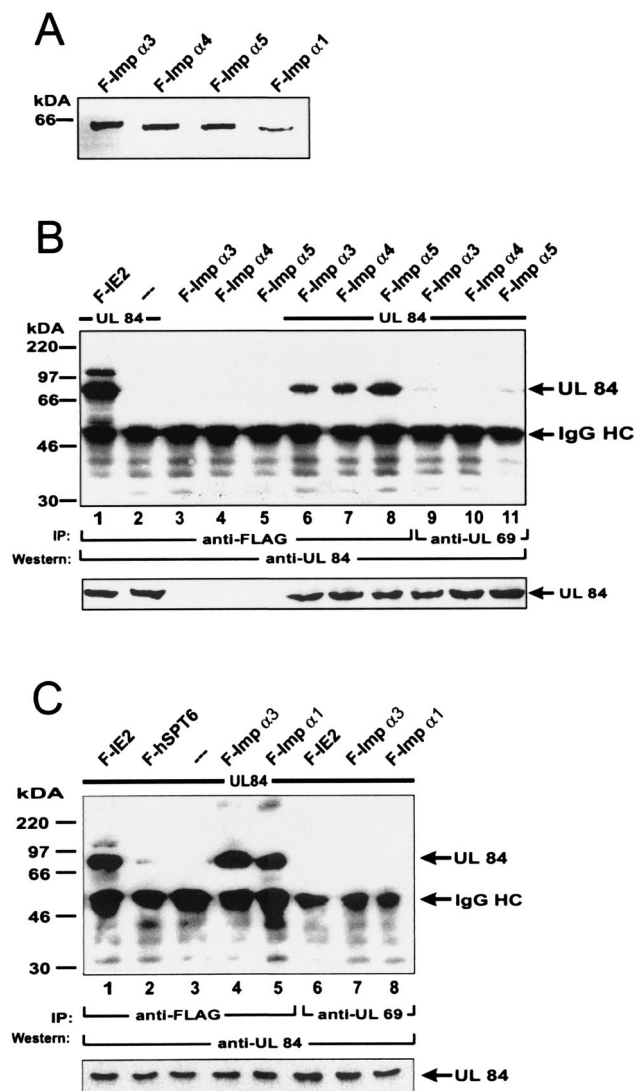 A
F-Imp α3 F-Imp α4 F-Imp α5 F-Imp α1
kDA
66
B
F-IE2 --- F-Imp α3 F-Imp α4 F-Imp α5 F-Imp α3 F-Imp α4 F-Imp α5 F-Imp α3 F-Imp α4 F-Imp α5
UL 84 UL 84
kDA
220
97
66
UL 84
IgG HC
46
30
1 2 3 4 5 6 7 8 9 10 11
IP: anti-FLAG anti-UL 69
Western: anti-UL 84
UL 84
C
F-IE2 F-hSPT6 --- F-Imp α3 F-Imp α1 F-IE2 F-Imp α3 F-Imp α1
UL84
kDA
220
97
UL 84
66
IgG HC
46
30
1 2 3 4 5 6 7 8
IP: anti-FLAG anti-UL 69
Western: anti-UL 84
UL 84